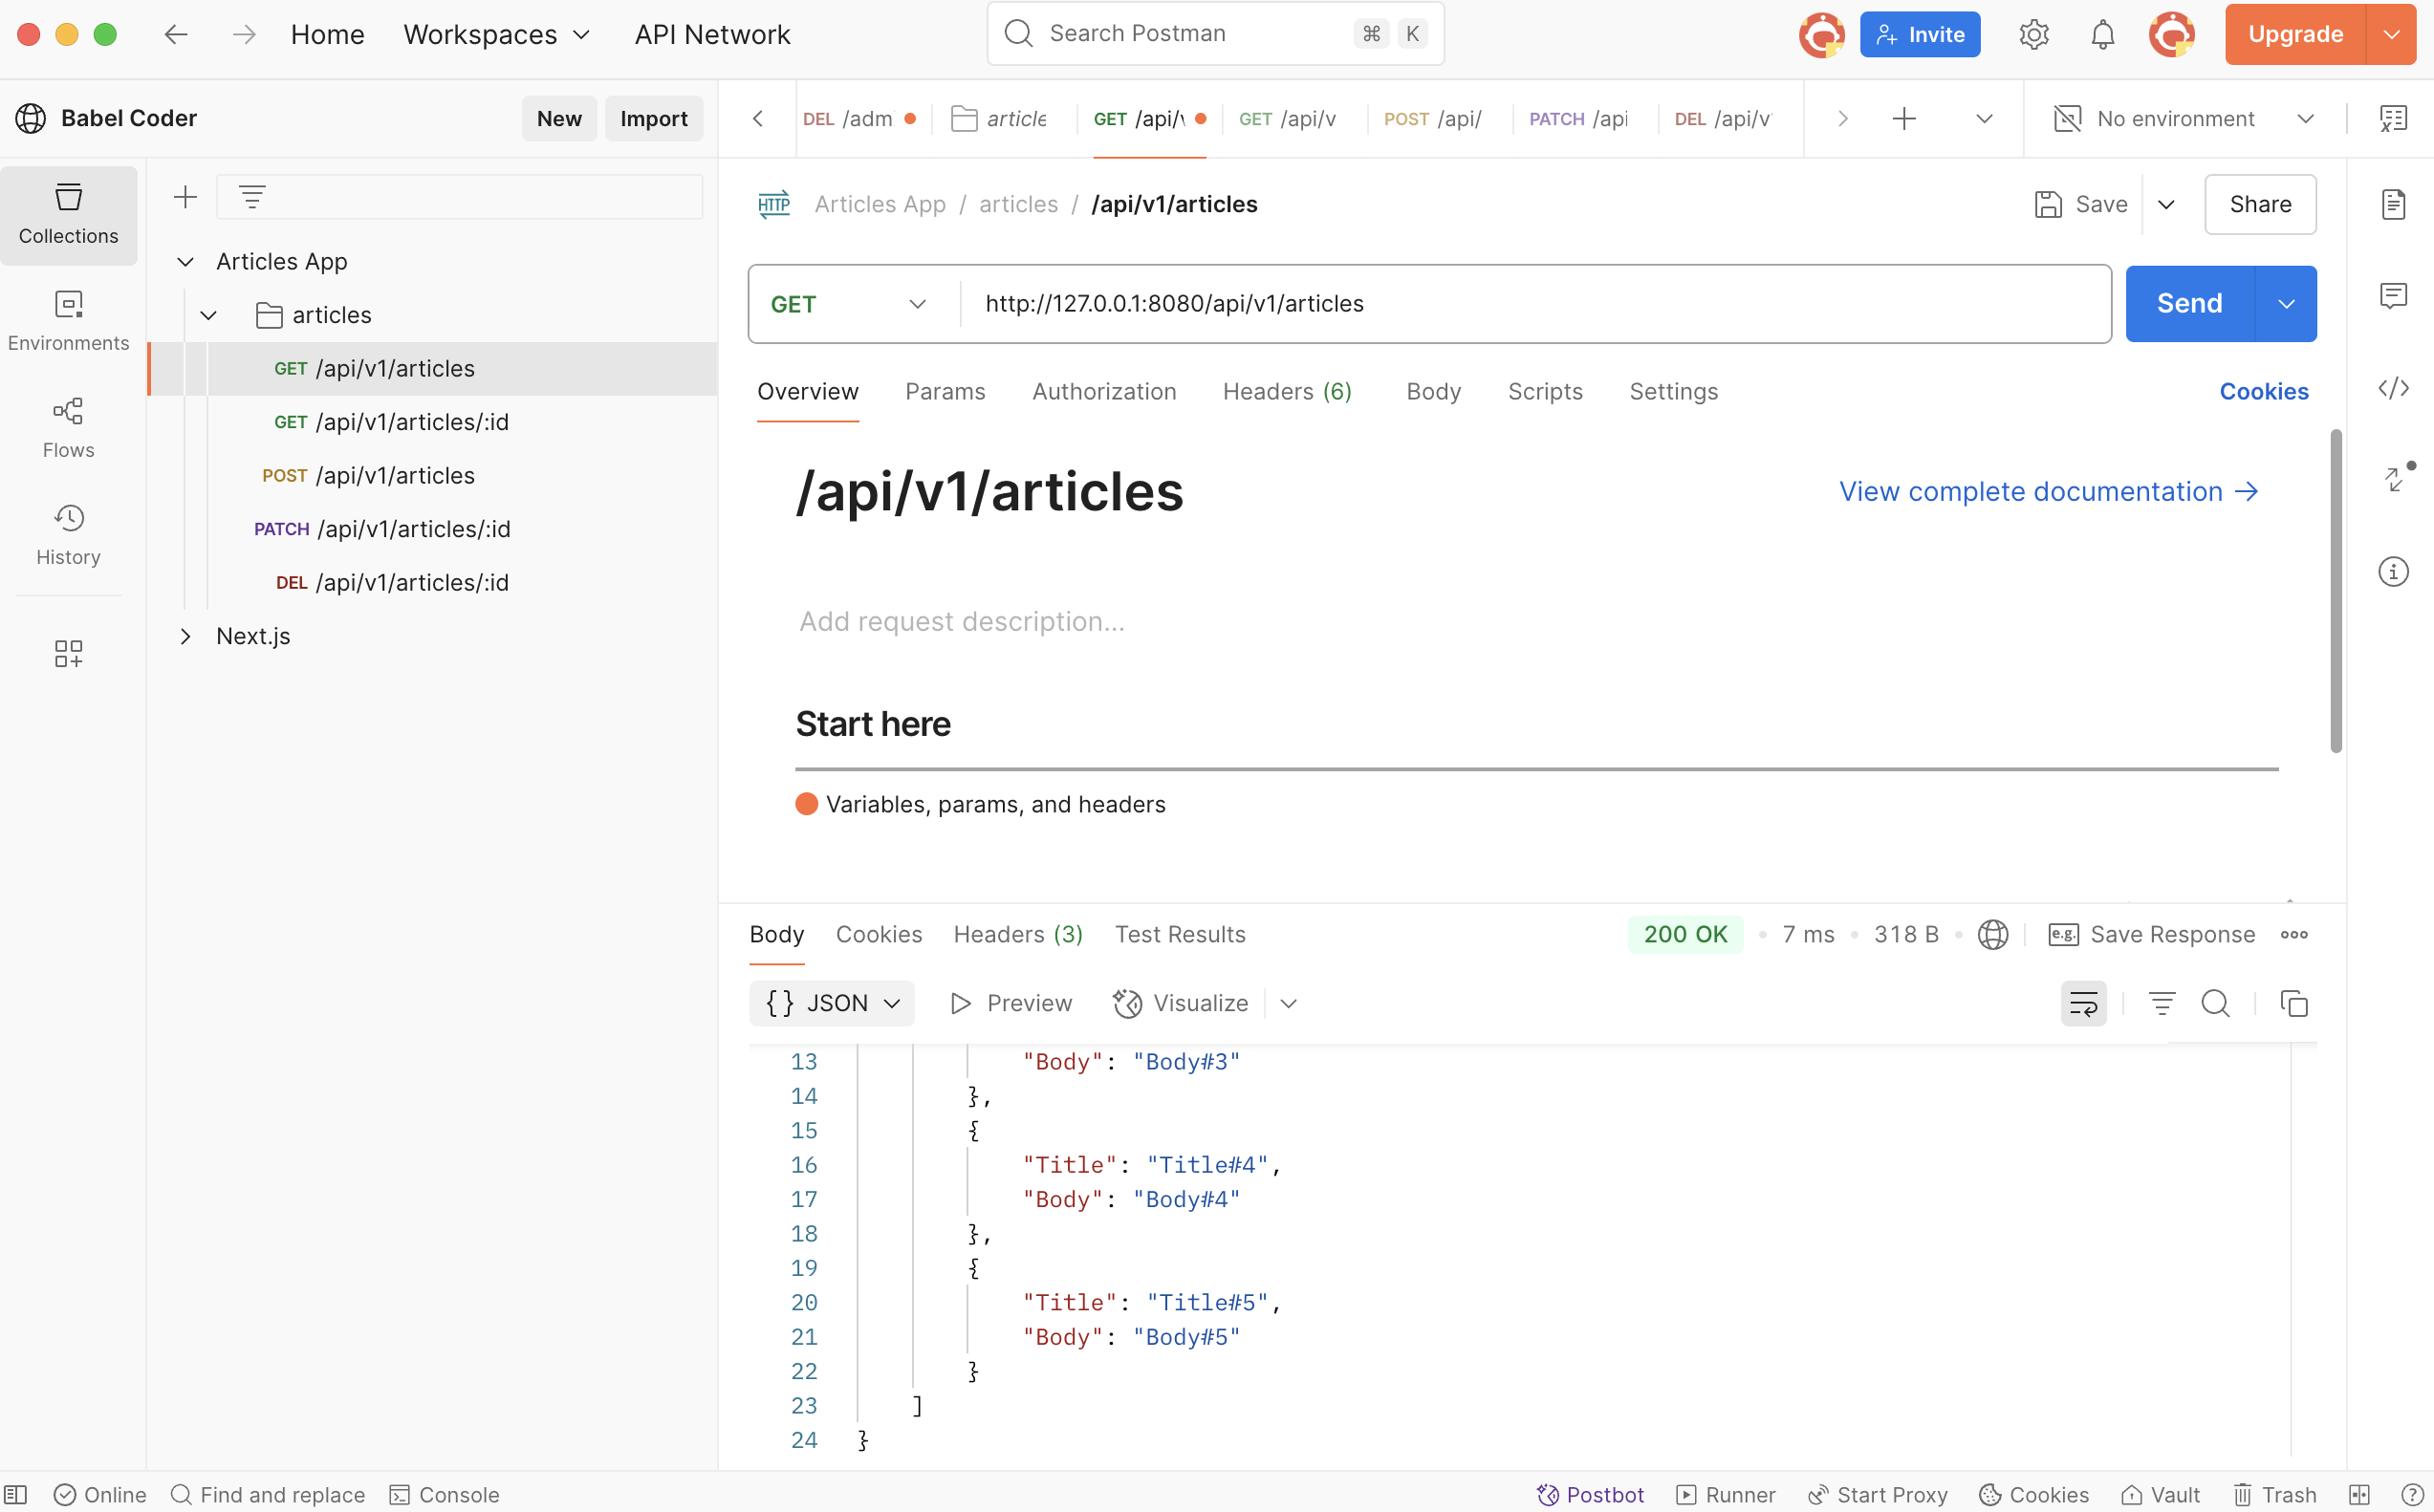 Home Workspaces API Network Search Postman ⌘ K Invite Upgrade
Babel Coder New Import DEL /adm article GET /api/v GET /api/v POST /api/ PATCH /api DEL /api/v No environment
Collections
Environments
Flows
History
Articles App
articles
GET /api/v1/articles
GET /api/v1/articles/:id
POST /api/v1/articles
PATCH /api/v1/articles/:id
DEL /api/v1/articles/:id
Next.js
HTTP Articles App / articles / /api/v1/articles Save Share
GET http://127.0.0.1:8080/api/v1/articles Send
Overview Params Authorization Headers (6) Body Scripts Settings Cookies
/api/v1/articles View complete documentation →
Add request description...
Start here
Variables, params, and headers
Body Cookies Headers (3) Test Results 200 OK • 7 ms • 318 B e.g. Save Response
{} JSON Preview Visualize
13 "Body": "Body#3"
14 },
15 {
16 "Title": "Title#4",
17 "Body": "Body#4"
18 },
19 {
20 "Title": "Title#5",
21 "Body": "Body#5"
22 }
23 ]
24 }
Online Find and replace Console Postbot Runner Start Proxy Cookies Vault Trash